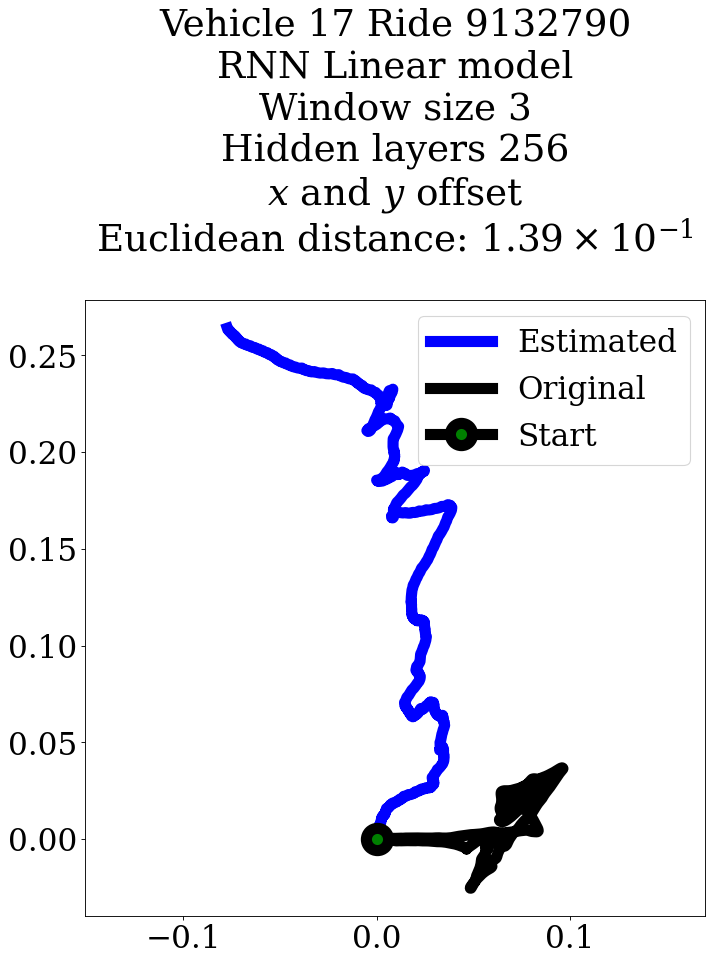 Vehicle 17 Ride 9132790
RNN Linear model
Window size 3
Hidden layers 256
x and y offset
Euclidean distance: 1.39 × 10⁻¹
Estimated
Original
Start
0.25
0.20
0.15
0.10
0.05
0.00
−0.1
0.0
0.1